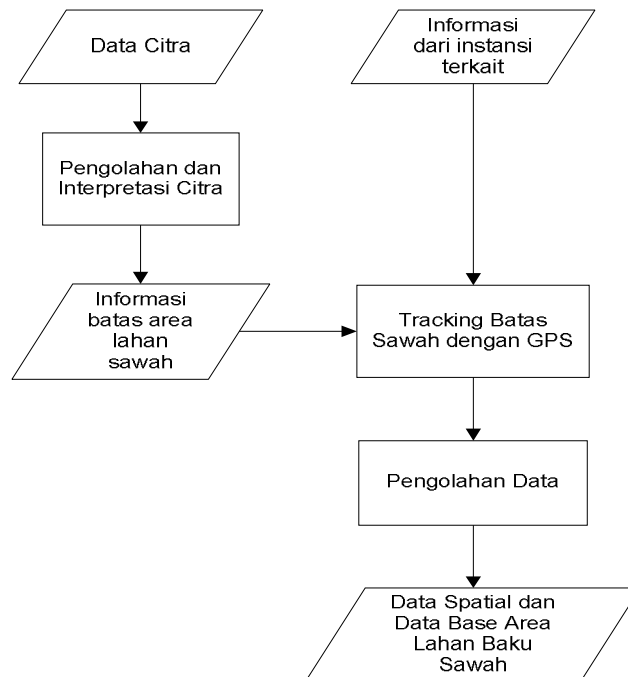 Data Citra
Informasi
dari instansi
terkait
Pengolahan dan
Interpretasi Citra
Informasi
batas area
lahan
sawah
Tracking Batas
Sawah dengan GPS
Pengolahan Data
Data Spatial dan
Data Base Area
Lahan Baku
Sawah